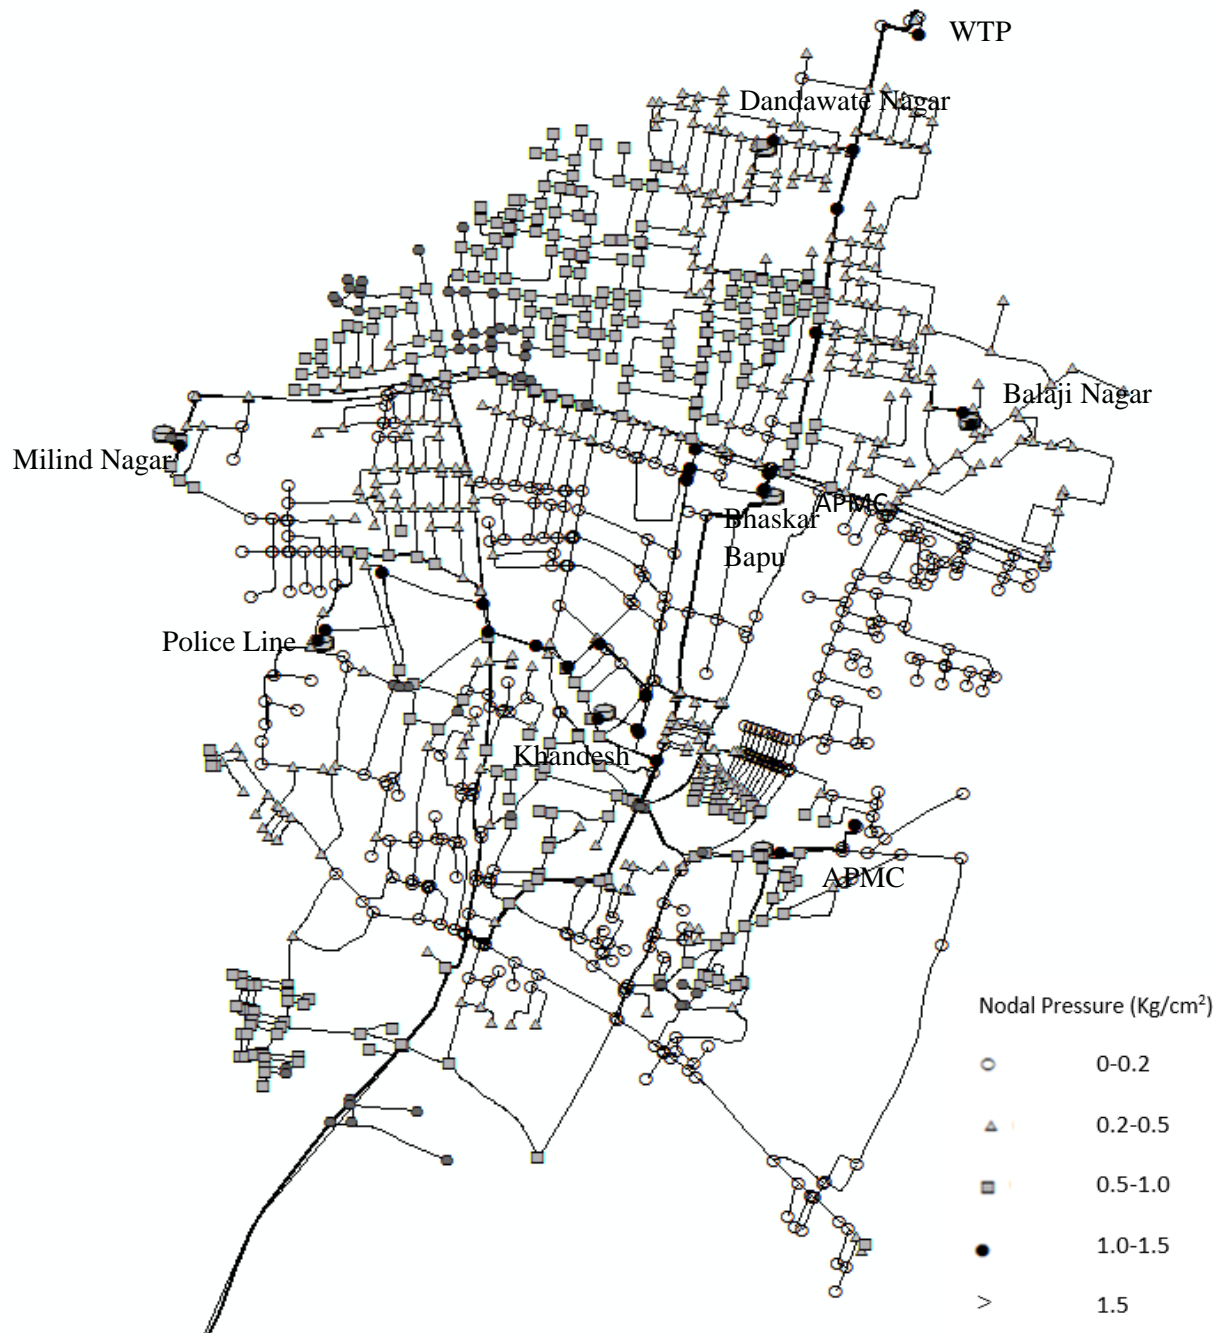 WTP
Dandawate Nagar
Balaji Nagar
Milind Nagar
APMC
Bhaskar
Bapu
Police Line
Khandesh
APMC
Nodal Pressure (Kg/cm²)
0-0.2
0.2-0.5
0.5-1.0
1.0-1.5
> 1.5